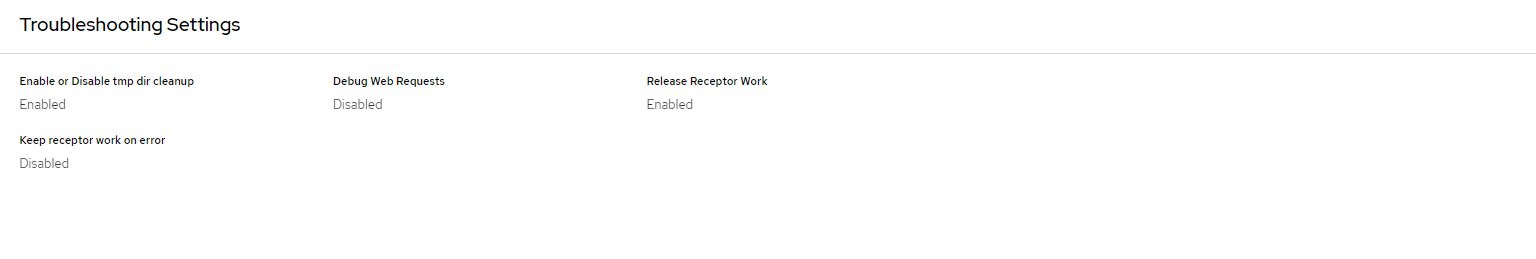 Troubleshooting Settings
Enable or Disable tmp dir cleanup
Enabled
Debug Web Requests
Disabled
Release Receptor Work
Enabled
Keep receptor work on error
Disabled